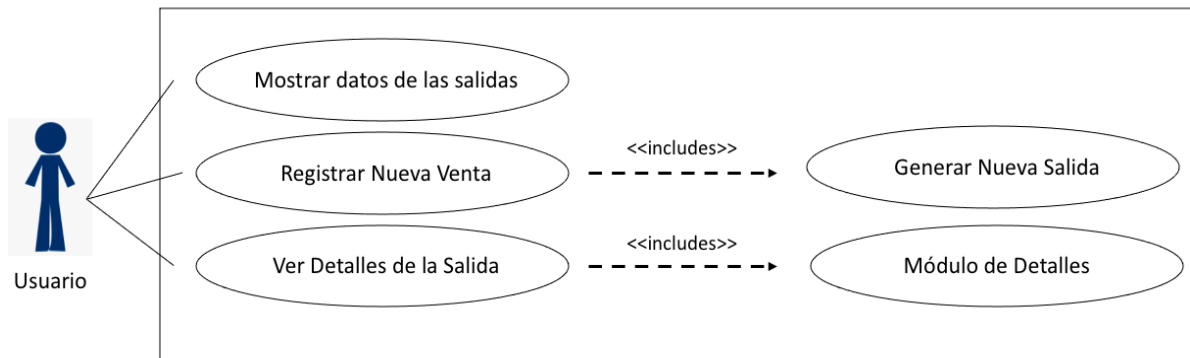 Mostrar datos de las salidas
Registrar Nueva Venta
<<includes>>
Generar Nueva Salida
Ver Detalles de la Salida
<<includes>>
Módulo de Detalles
Usuario